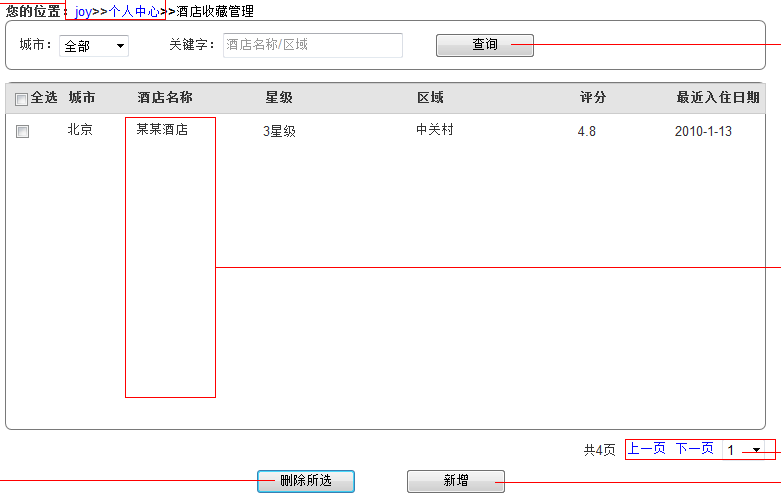 您的位置：joy>>个人中心>>酒店收藏管理
城市： 全部 关键字： 酒店名称/区域 查询
全选 城市 酒店名称 星级 区域 评分 最近入住日期
北京 某某酒店 3星级 中关村 4.8 2010-1-13
共4页 上一页 下一页 1
删除所选 新增